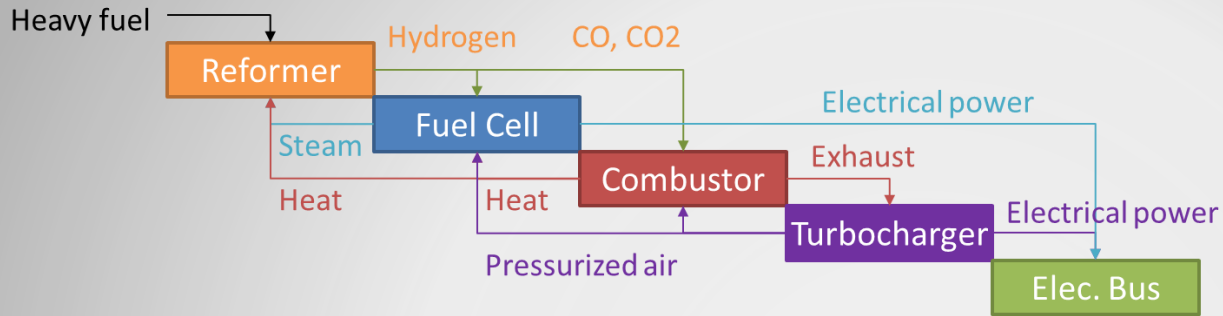 Heavy fuel
Hydrogen
CO, CO2
Reformer
Electrical power
Fuel Cell
Steam
Exhaust
Combustor
Heat
Heat
Electrical power
Turbocharger
Pressurized air
Elec. Bus